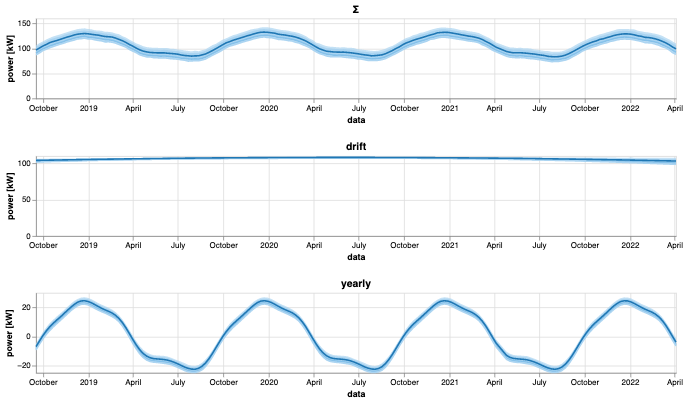 Σ
power [kW]
150
100
50
0
October 2019 April July October 2020 April July October 2021 April July October 2022 April
data
drift
power [kW]
100
50
0
October 2019 April July October 2020 April July October 2021 April July October 2022 April
data
yearly
power [kW]
20
0
−20
October 2019 April July October 2020 April July October 2021 April July October 2022 April
data